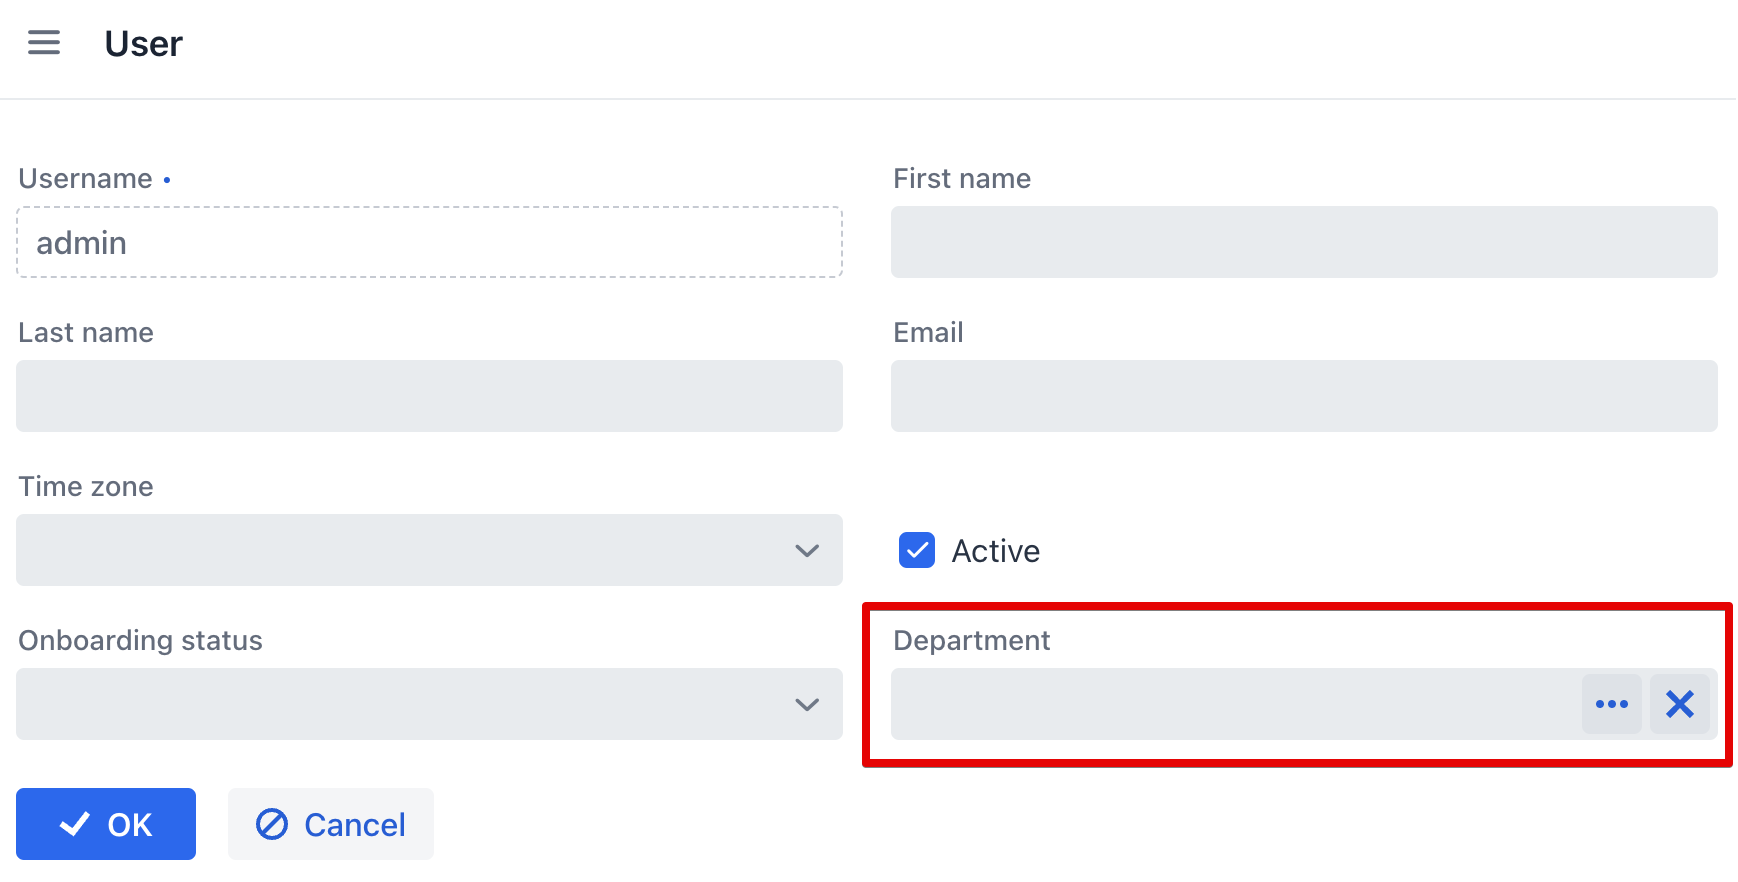 User
Username •
First name
admin
Last name
Email
Time zone
Active
Onboarding status
Department
OK
Cancel